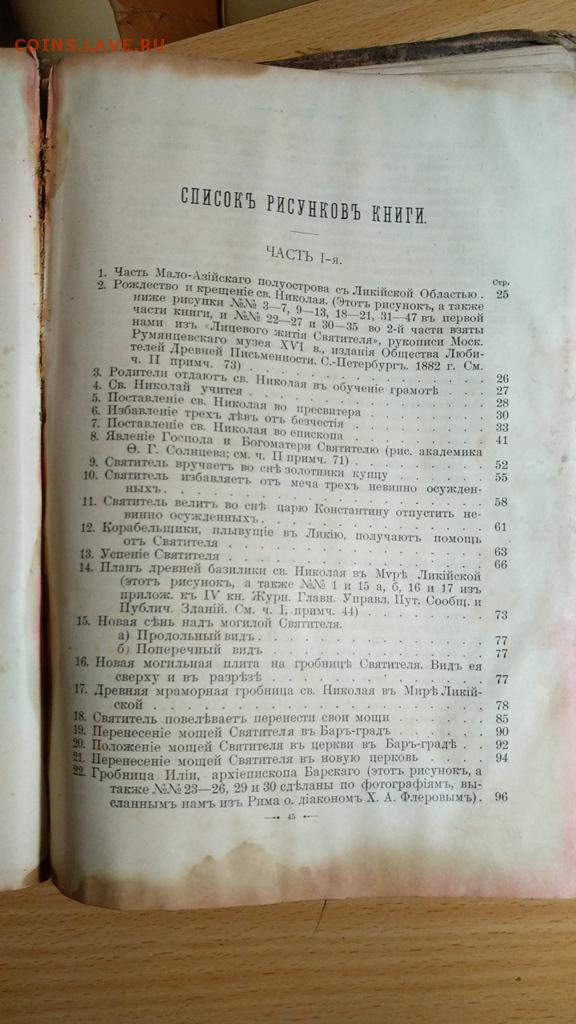 COINS.LAVE.RU
СПИСОКЪ РИСУНКОВЪ КНИГИ.
ЧАСТЬ I-я.
Стр.
1. Часть Мало-Азійскаго полуострова съ Ликійской Областью . 25
2. Рождество и крещеніе св. Николая. (Этотъ рисунокъ, а также
ниже рисунки №№ 3—7, 9—13, 18—21, 31—47 въ первой
части книги, и №№ 22—27 и 30—35 во 2-й части взяты
нами изъ «Лицевого житія Святителя», рукописи Моск.
Румянцевскаго музея XVI в., изданія Общества Люби-
телей Древней Письменности. С.-Петербургъ. 1882 г. См.
ч. II примч. 73) . . . . . . . . . . . . . 26
3. Родители отдаютъ св. Николая въ обученіе грамотѣ . . . 27
4. Св. Николай учится . . . . . . . . . . . . 28
5. Поставленіе св. Николая во пресвитера . . . . . . . 30
6. Избавленіе трехъ дѣвъ отъ безчестія . . . . . . . 33
7. Поставленіе св. Николая во епископа . . . . . . . 41
8. Явленіе Господа и Богоматери Святителю (рис. академика
Ѳ. Г. Солнцева; см. ч. II примч. 71) . . . . . . . 52
9. Святитель вручаетъ во снѣ золотники купцу . . . . . 55
10. Святитель избавляетъ отъ меча трехъ невинно осужден-
ныхъ . . . . . . . . . . . . . . . 58
11. Святитель велитъ во снѣ царю Константину отпустить не-
винно осужденныхъ . . . . . . . . . . . . 61
12. Корабельщики, плывущіе въ Ликію, получаютъ помощь
отъ Святителя . . . . . . . . . . . . . 63
13. Успеніе Святителя . . . . . . . . . . . . 66
14. Планъ древней базилики св. Николая въ Мѵрѣ Ликійской
(этотъ рисунокъ, а также №№ 1 и 15 а, б, 16 и 17 изъ
прилож. къ IV кн. Журн. Главн. Управл. Пут. Сообщ. и
Публич. Зданій. См. ч. I, примч. 44) . . . . . . . 73
15. Новая сѣнь надъ могилой Святителя.
а) Продольный видъ . . . . . . . . . . . 77
б) Поперечный видъ . . . . . . . . . . . 77
16. Новая могильная плита на гробницѣ Святителя. Видъ ея
сверху и въ разрѣзѣ . . . . . . . . . . . 77
17. Древняя мраморная гробница св. Николая въ Мирѣ Ликій-
ской . . . . . . . . . . . . . . . 78
18. Святитель повелѣваетъ перенести свои мощи . . . . . 85
19. Перенесеніе мощей Святителя въ Баръ-градъ . . . . . 90
20. Положеніе мощей Святителя въ церкви въ Баръ-градѣ . . 92
21. Перенесеніе мощей Святителя въ новую церковь . . . . 94
22. Гробница Иліи, архіепископа Барскаго (этотъ рисунокъ, а
также №№ 23—26, 29 и 30 сдѣланы по фотографіямъ, вы-
сланнымъ намъ изъ Рима о. діакономъ Х. А. Флеровымъ) . 96
— 45 —